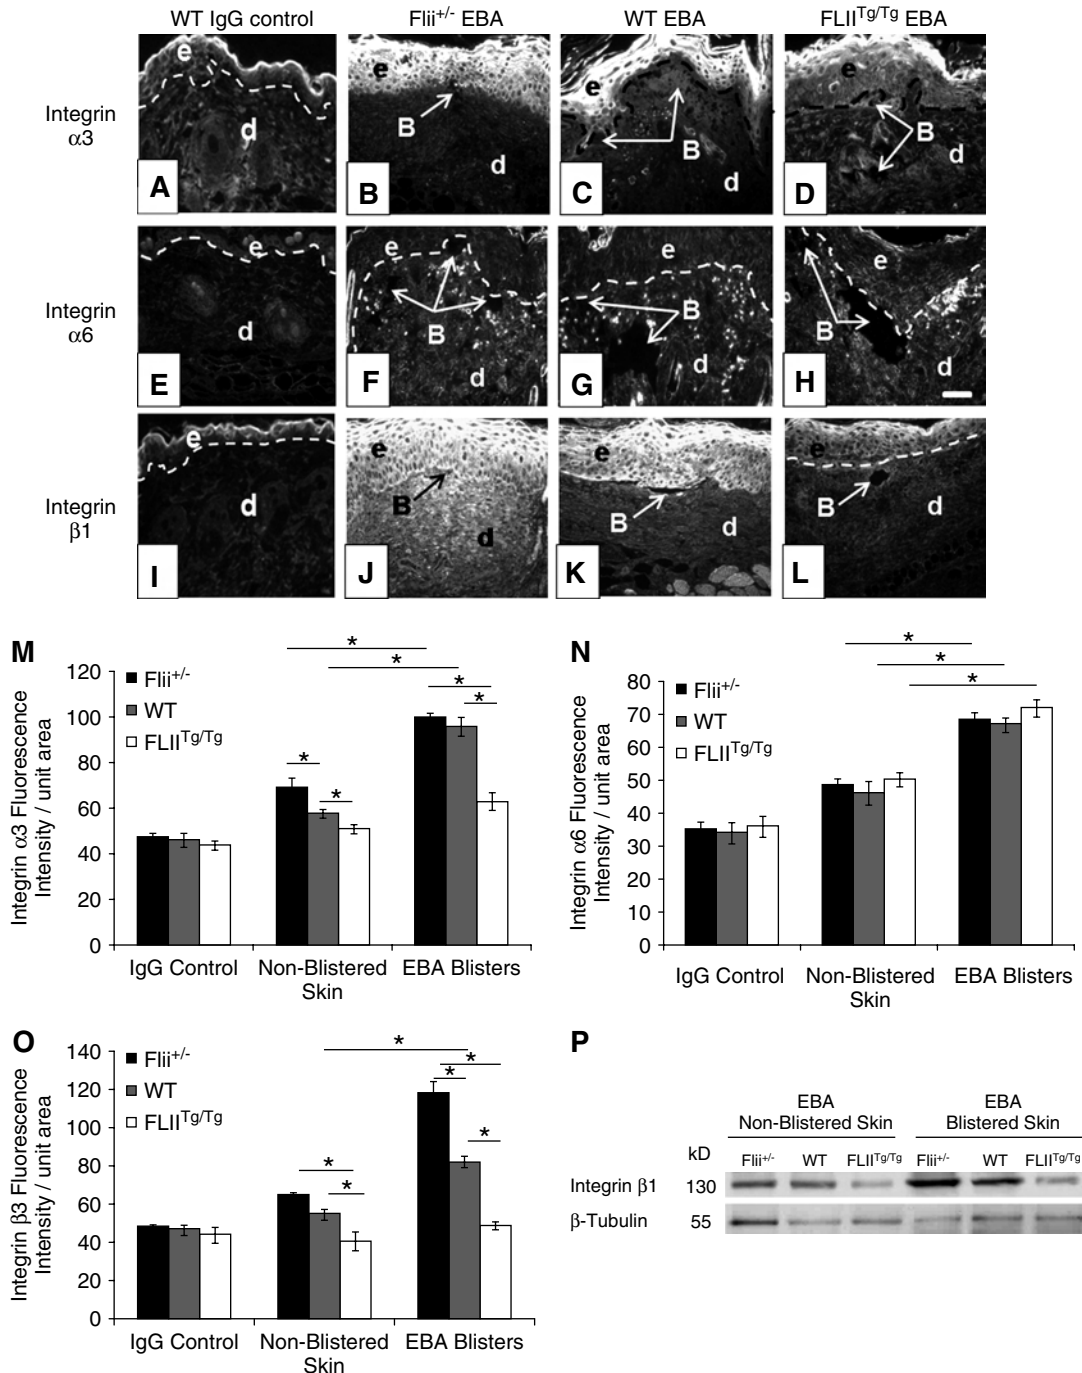 WT IgG control Flii+/- EBA WT EBA FLIITg/Tg EBA
Integrin α3
e d A
e B d B
e B d C
e B d D
Integrin α6
e d E
B d F
B d G
e B d H
Integrin β1
e d I
e B d J
e B d K
e B d L
M
Integrin α3 Fluorescence
Intensity / unit area
120
100
80
60
40
20
0
Flii+/-
WT
FLIITg/Tg
* * * * * *
IgG Control Non-Blistered Skin EBA Blisters
N
Integrin α6 Fluorescence
Intensity / unit area
80
70
60
50
40
30
20
10
0
Flii+/-
WT
FLIITg/Tg
* * *
IgG Control Non-Blistered Skin EBA Blisters
O
Integrin β3 Fluorescence
Intensity / unit area
140
120
100
80
60
40
20
0
Flii+/-
WT
FLIITg/Tg
* * * * * *
IgG Control Non-Blistered Skin EBA Blisters
P
EBA Non-Blistered Skin EBA Blistered Skin
kD Flii+/- WT FLIITg/Tg Flii+/- WT FLIITg/Tg
Integrin β1 130
β-Tubulin 55